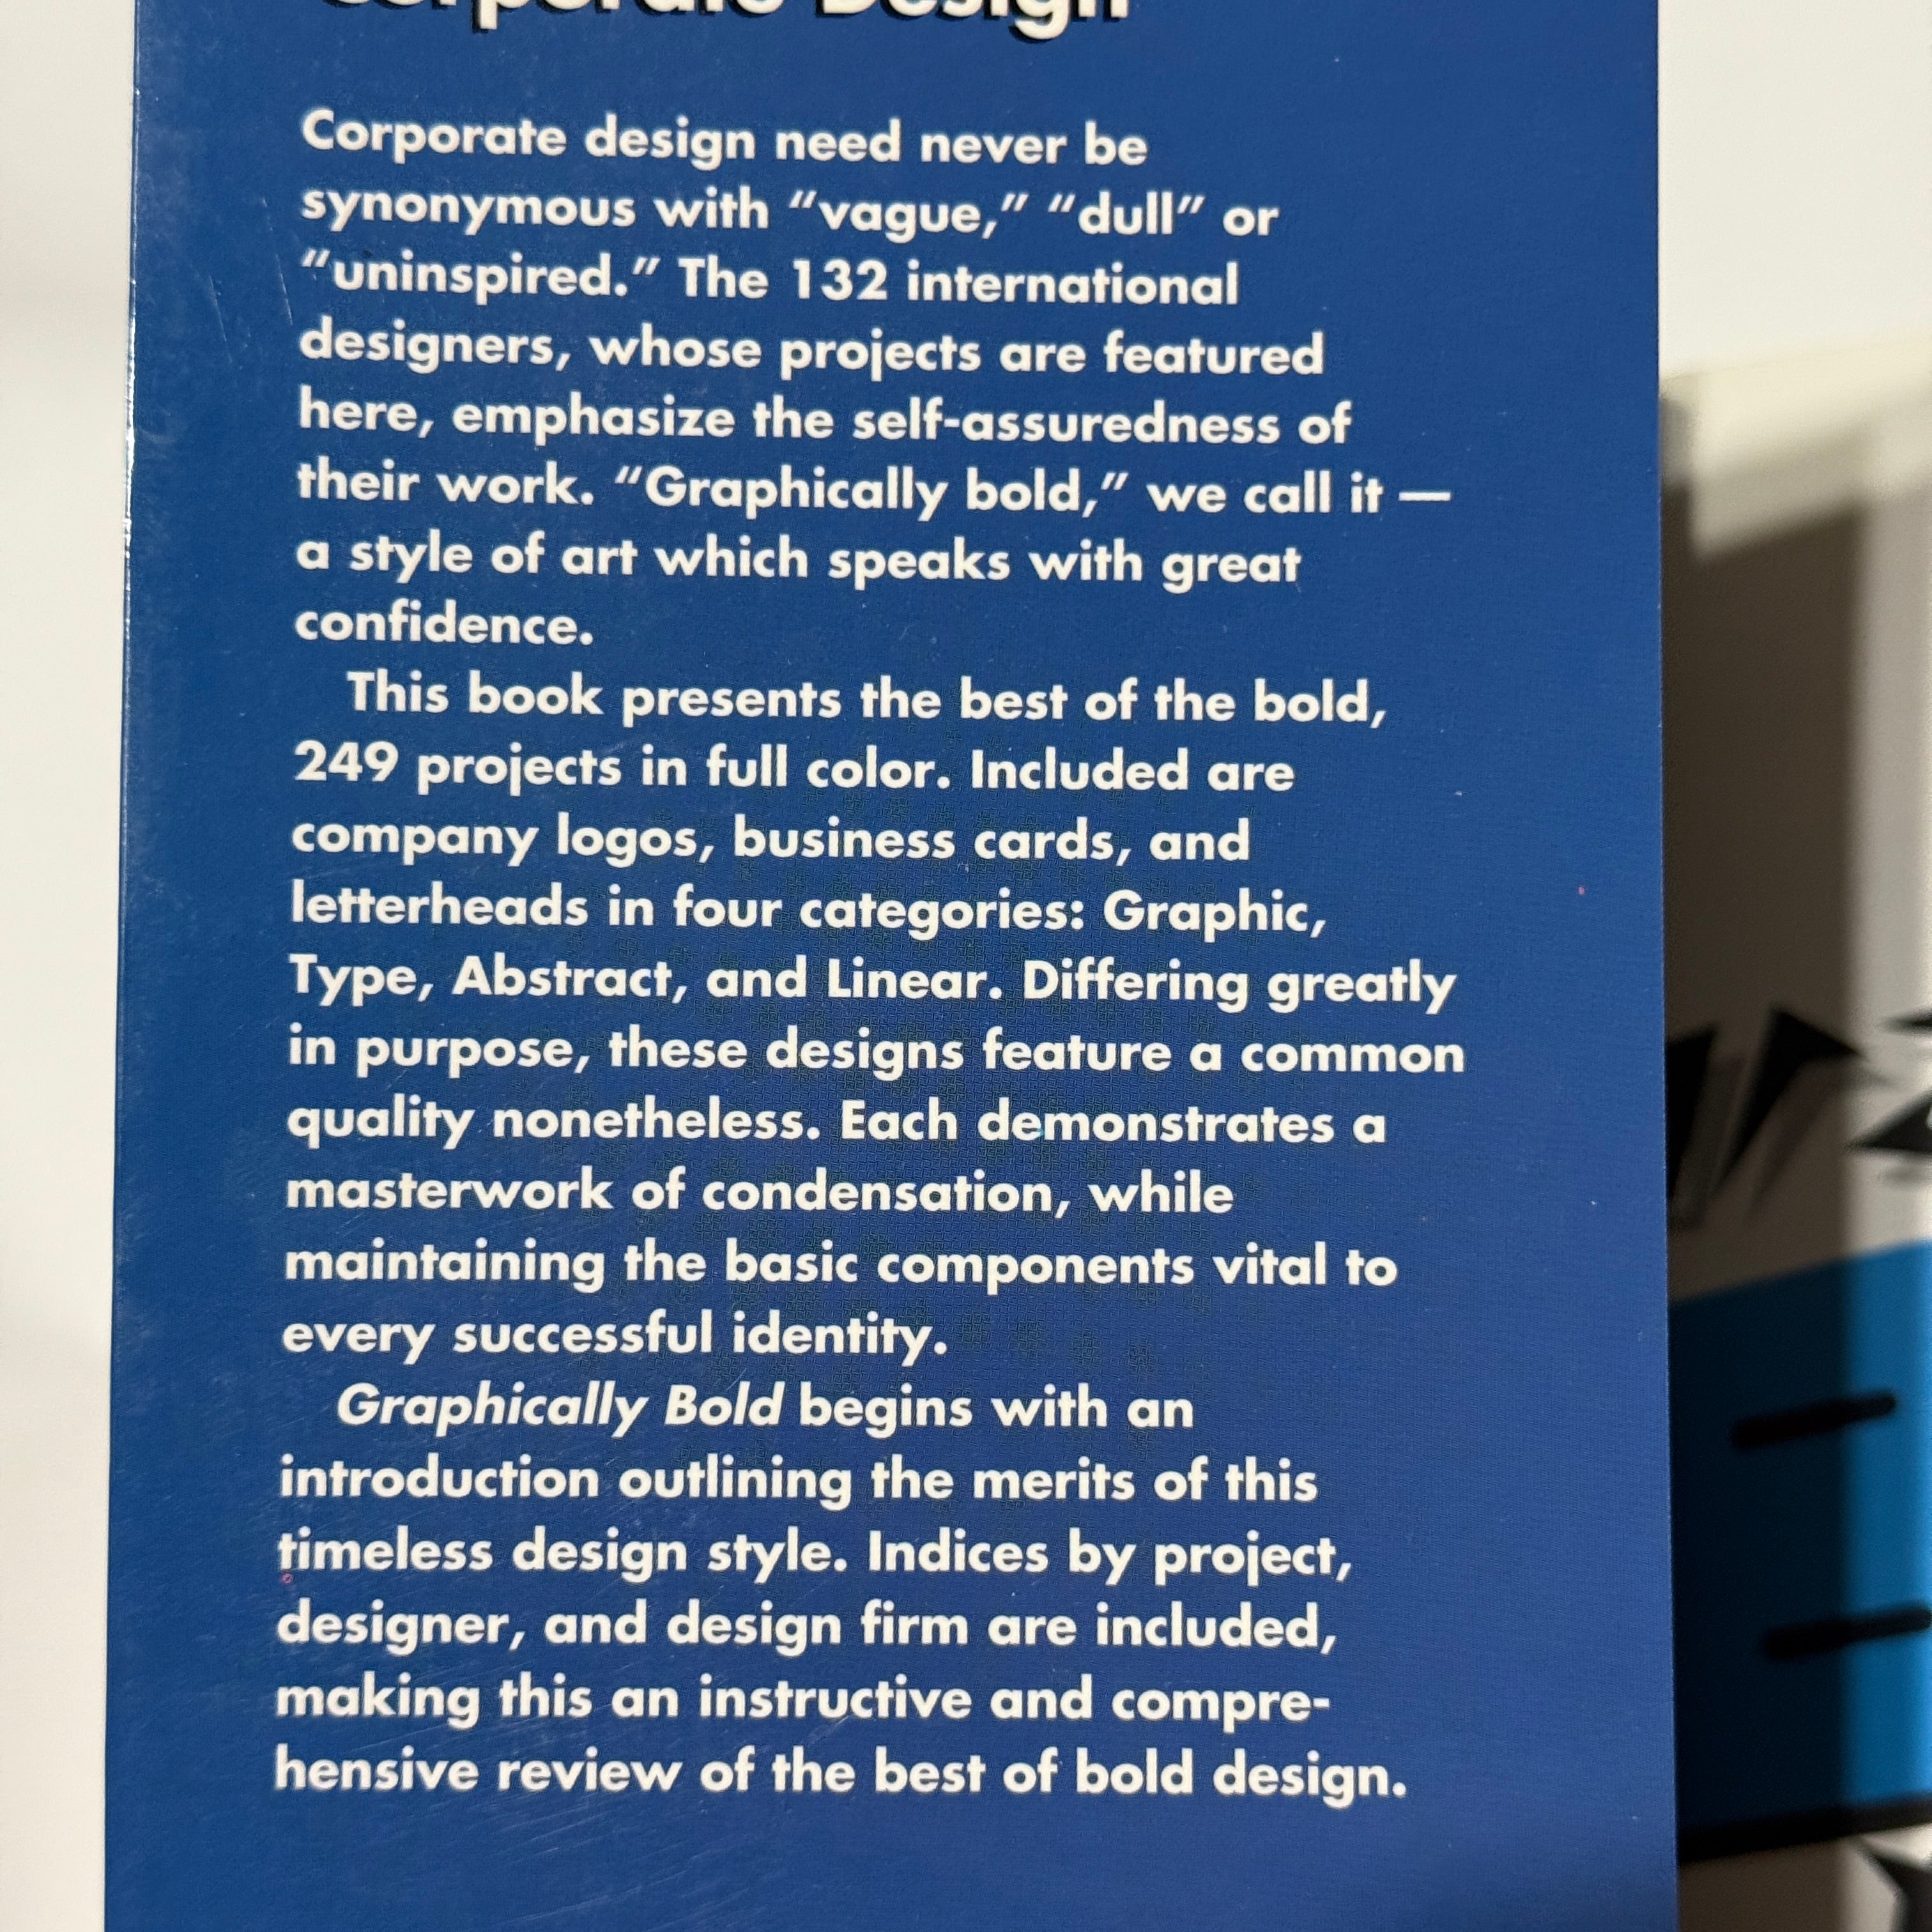 Corporate Design
Corporate design need never be
synonymous with “vague,” “dull” or
“uninspired.” The 132 international
designers, whose projects are featured
here, emphasize the self-assuredness of
their work. “Graphically bold,” we call it —
a style of art which speaks with great
confidence.
This book presents the best of the bold,
249 projects in full color. Included are
company logos, business cards, and
letterheads in four categories: Graphic,
Type, Abstract, and Linear. Differing greatly
in purpose, these designs feature a common
quality nonetheless. Each demonstrates a
masterwork of condensation, while
maintaining the basic components vital to
every successful identity.
Graphically Bold begins with an
introduction outlining the merits of this
timeless design style. Indices by project,
designer, and design firm are included,
making this an instructive and compre-
hensive review of the best of bold design.